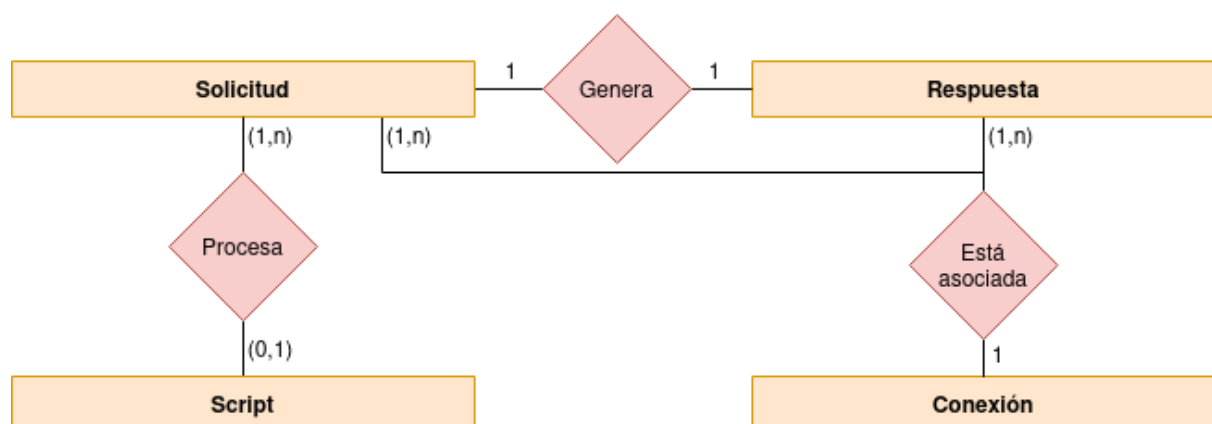 Solicitud
1
Genera
1
Respuesta
(1,n)
(1,n)
(1,n)
Procesa
Está
asociada
(0,1)
1
Script
Conexión